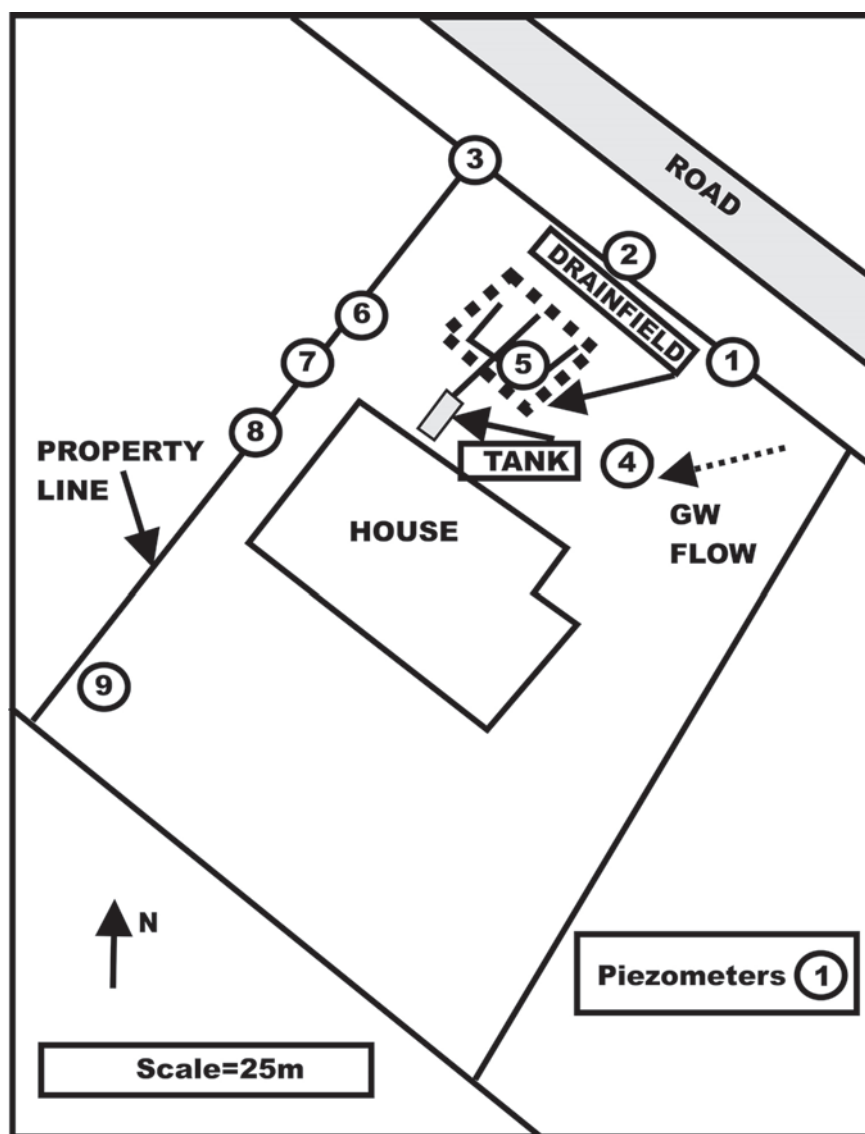 ROAD
3
2
DRAINFIELD
6
1
7
5
8
PROPERTY
LINE
TANK
4
GW
FLOW
HOUSE
9
N
Piezometers 1
Scale=25m